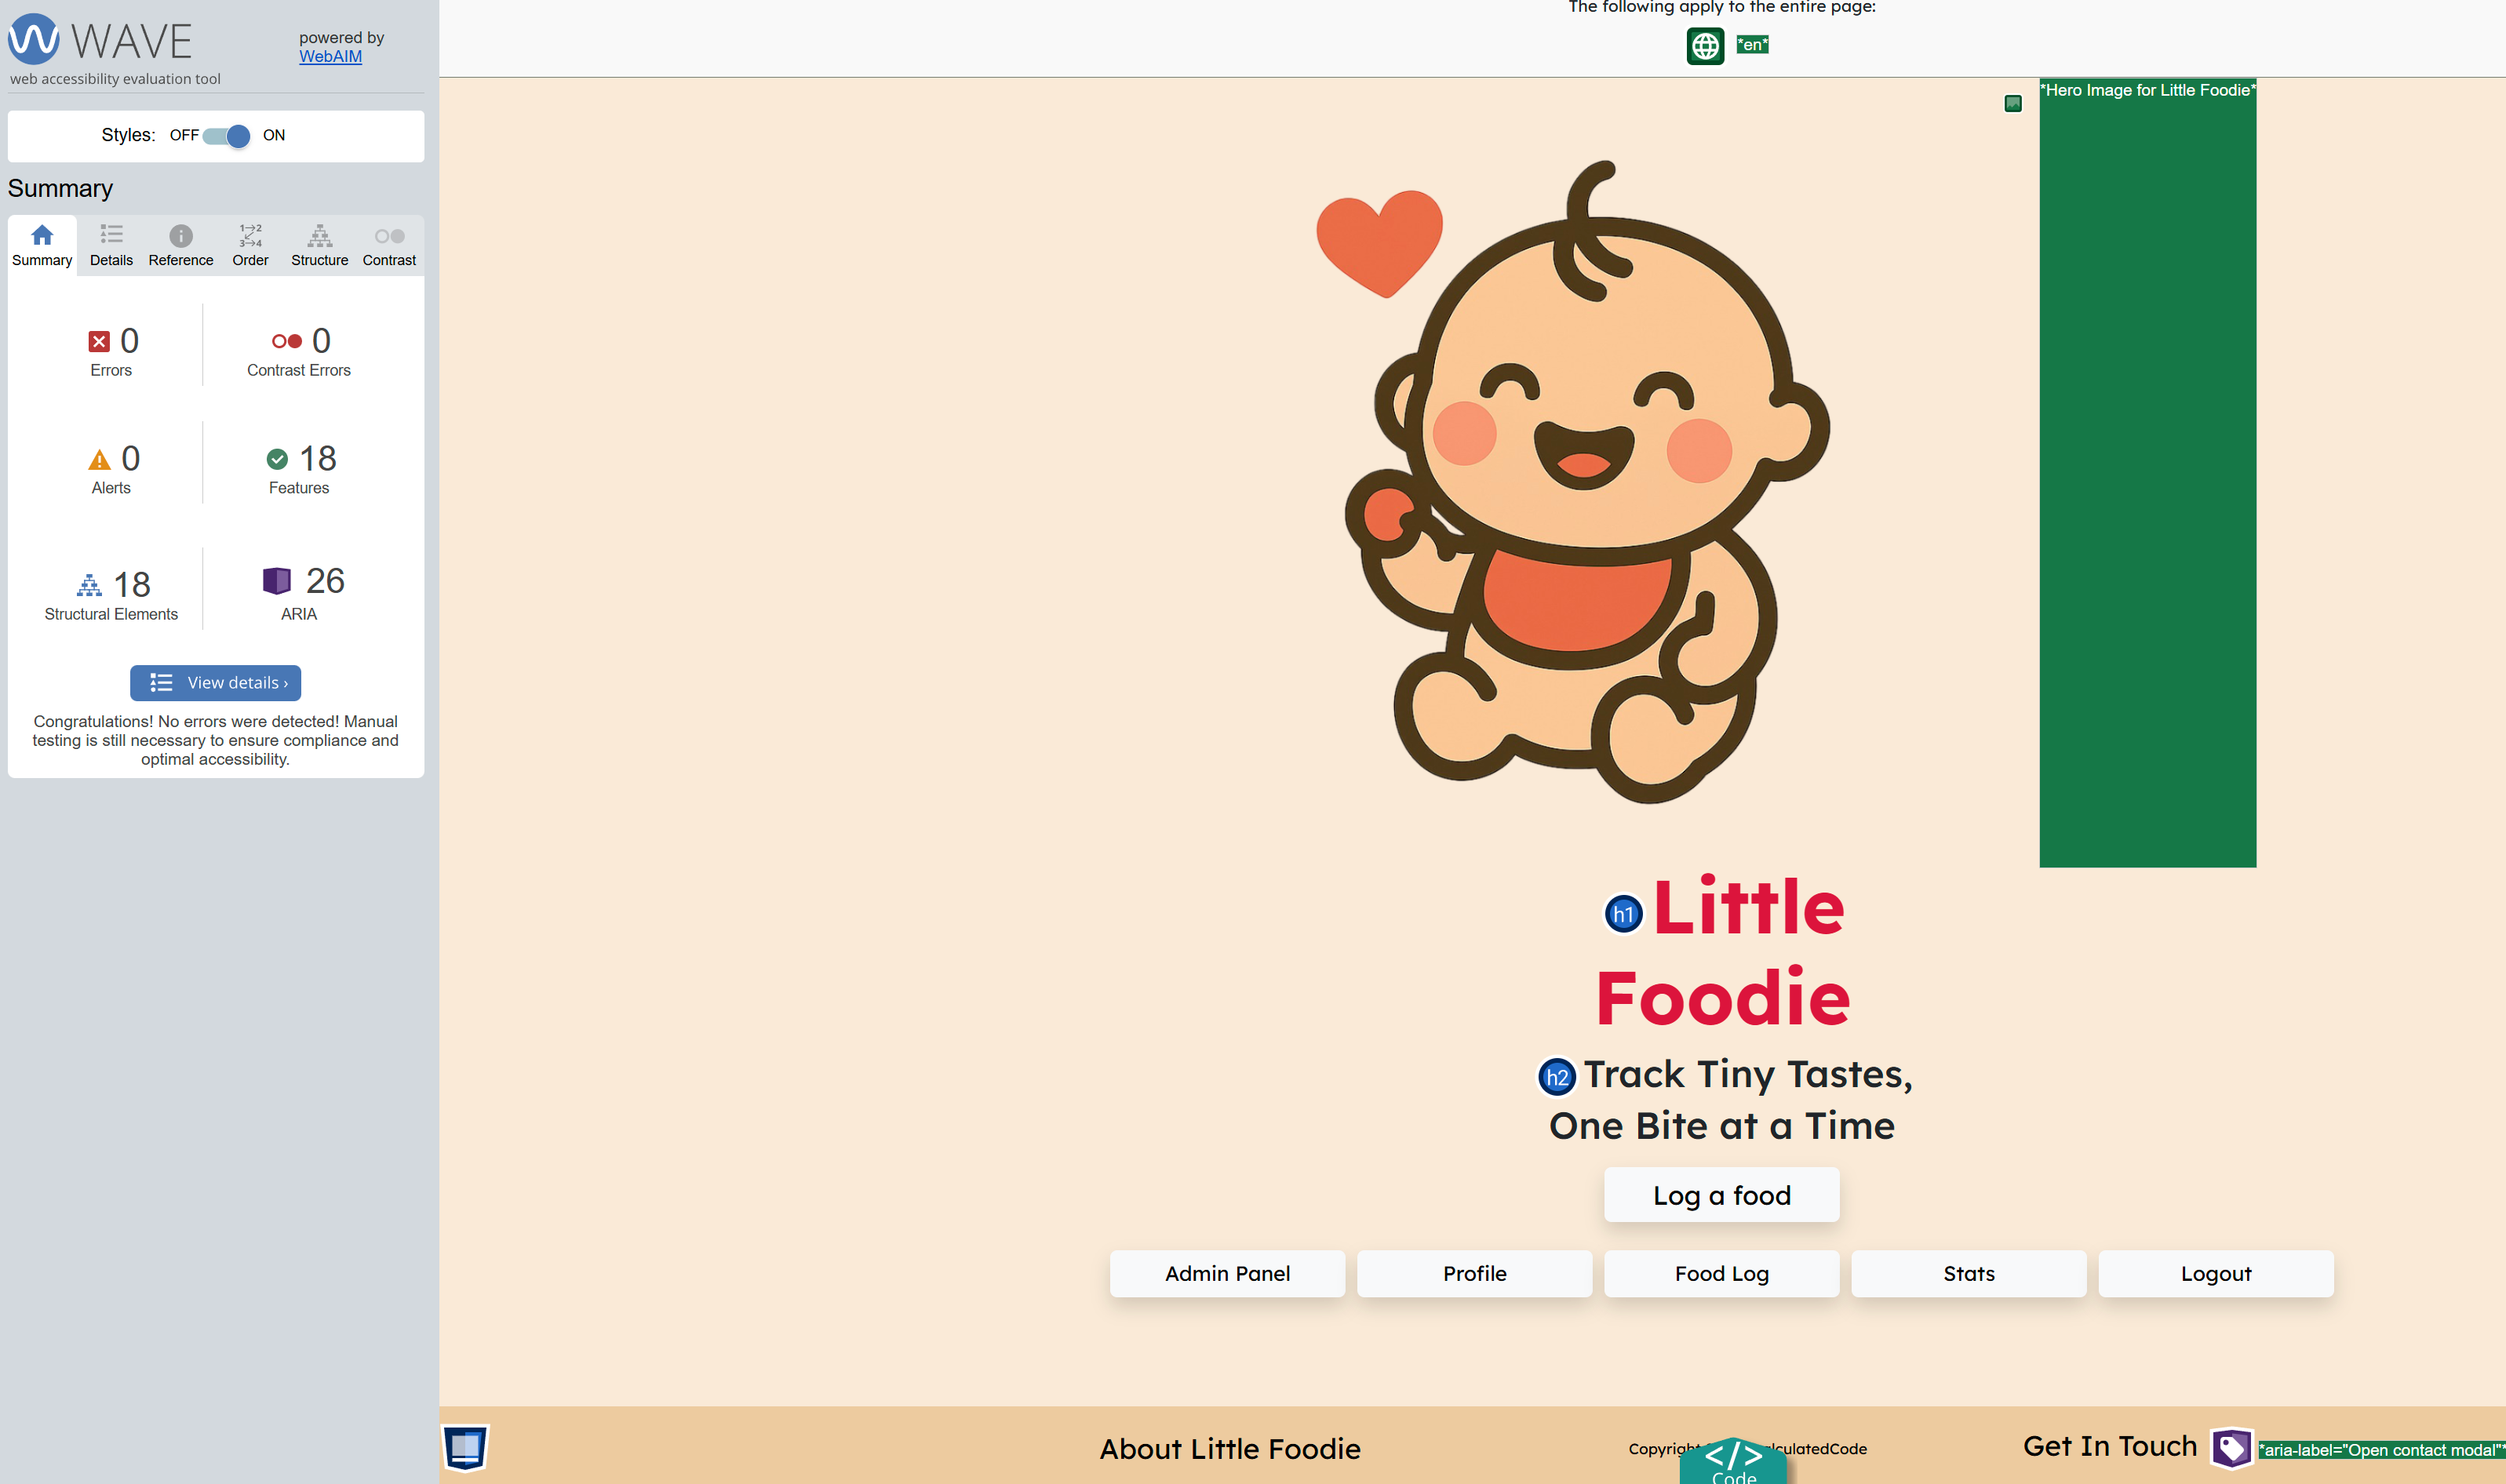 WAVE
powered by
WebAIM
web accessibility evaluation tool
Styles: OFF ON
Summary
Summary
Details
Reference
1→2
3→4
Order
Structure
Contrast
0
Errors
0
Contrast Errors
0
Alerts
18
Features
18
Structural Elements
26
ARIA
View details ›
Congratulations! No errors were detected! Manual
testing is still necessary to ensure compliance and
optimal accessibility.
The following apply to the entire page:
*en*
*Hero Image for Little Foodie*
h1 Little
Foodie
h2 Track Tiny Tastes,
One Bite at a Time
Log a food
Admin Panel
Profile
Food Log
Stats
Logout
About Little Foodie
Copyright
</>
Code
Get In Touch
*aria-label="Open contact modal"*